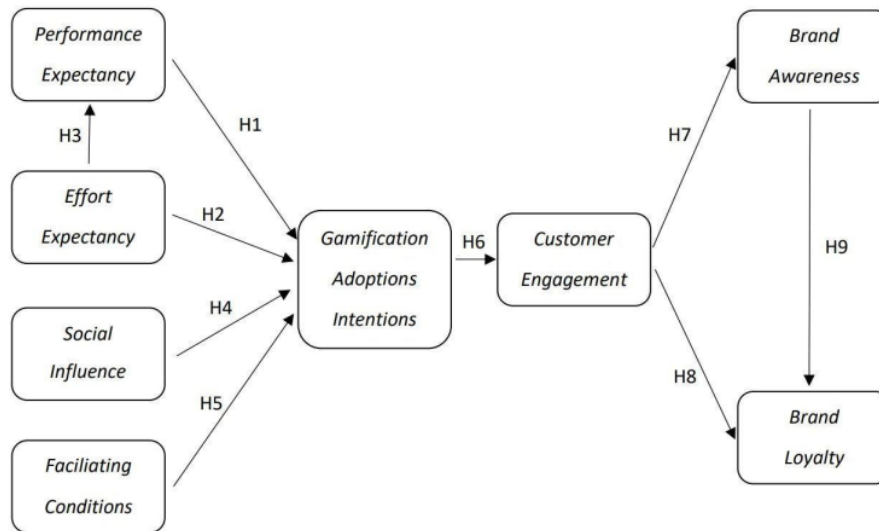 Performance
Expectancy
H3
Effort
Expectancy
Social
Influence
Faciliating
Conditions
H1
H2
H4
H5
Gamification
Adoptions
Intentions
H6
Customer
Engagement
H7
H8
Brand
Awareness
H9
Brand
Loyalty